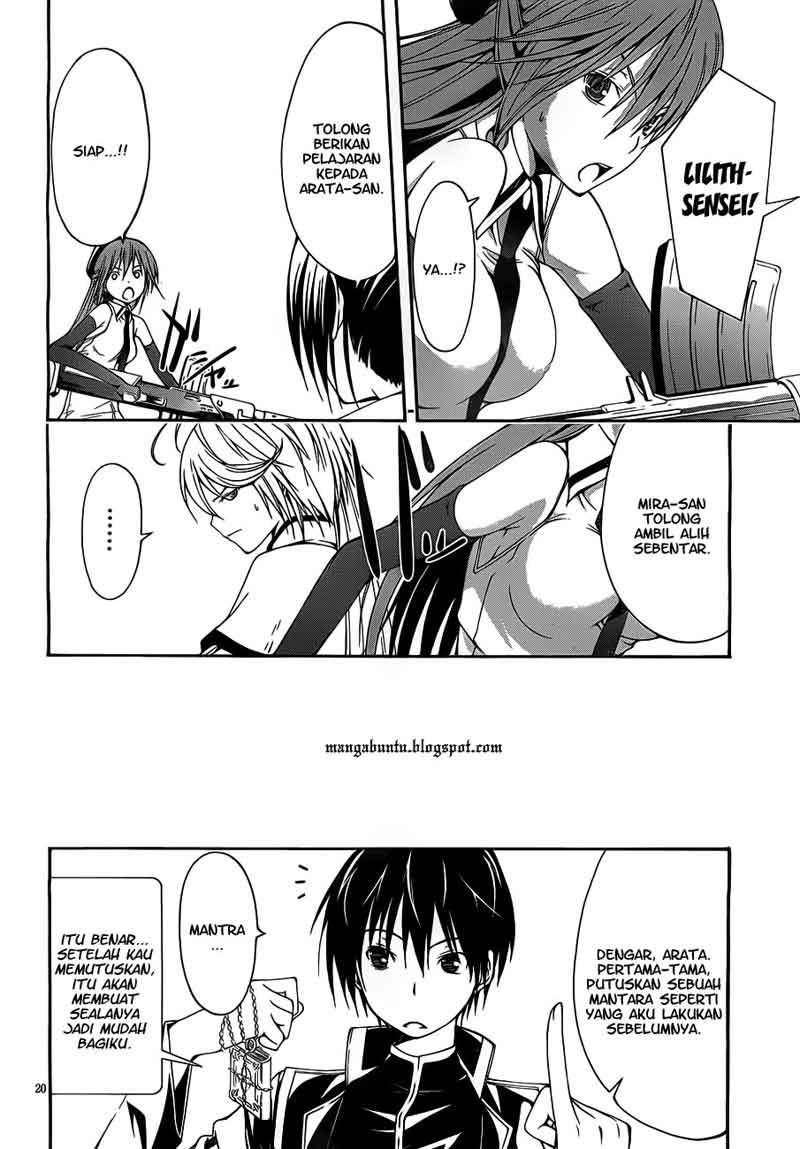 LILITH-
SENSEI!
YA...!?
TOLONG
BERIKAN
PELAJARAN
KEPADA
ARATA-SAN.
SIAP...!!
MIRA-SAN
TOLONG
AMBIL ALIH
SEBENTAR.
......
mangabuntu.blogspot.com
DENGAR, ARATA.
PERTAMA-TAMA,
PUTUSKAN SEBUAH
MANTARA SEPERTI
YANG AKU LAKUKAN
SEBELUMNYA.
MANTRA
...
ITU BENAR...
SETELAH KAU
MEMUTUSKAN,
ITU AKAN
MEMBUAT
SEALANYA
JADI MUDAH
BAGIKU.
20